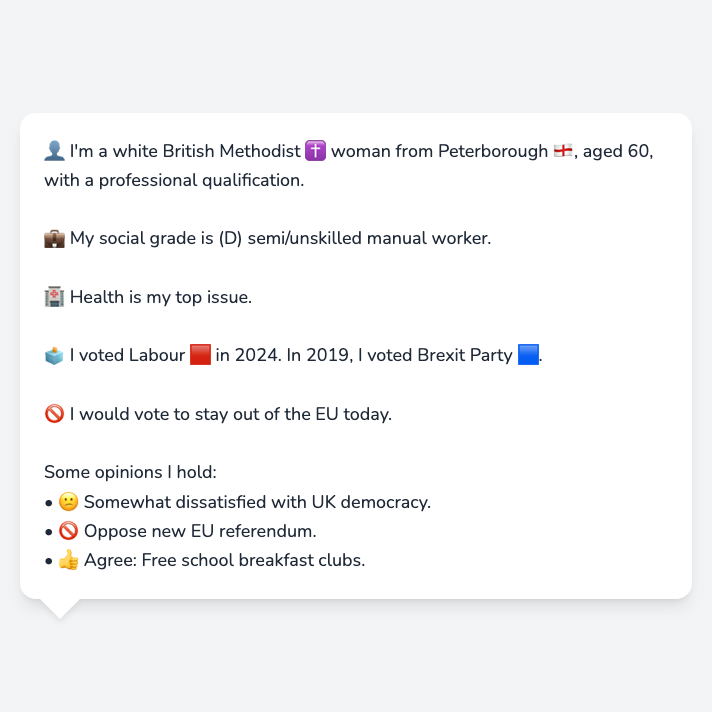 👤 I'm a white British Methodist ✝️ woman from Peterborough 🏴󠁧󠁢󠁥󠁮󠁧󠁿, aged 60,
with a professional qualification.
💼 My social grade is (D) semi/unskilled manual worker.
🏥 Health is my top issue.
🗳️ I voted Labour 🟥 in 2024. In 2019, I voted Brexit Party 🟦.
🚫 I would vote to stay out of the EU today.
Some opinions I hold:
• 🙁 Somewhat dissatisfied with UK democracy.
• 🚫 Oppose new EU referendum.
• 👍 Agree: Free school breakfast clubs.